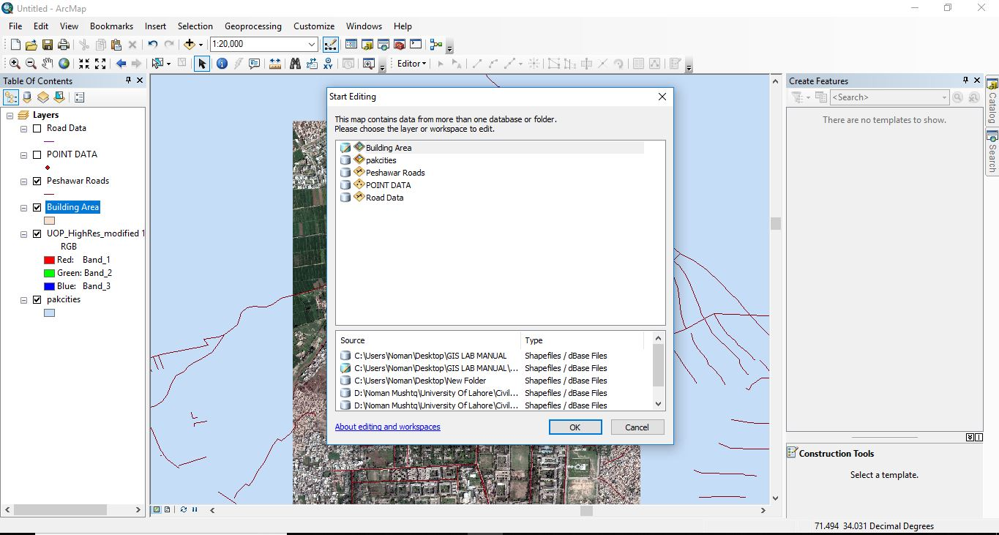 Untitled - ArcMap
File Edit View Bookmarks Insert Selection Geoprocessing Customize Windows Help
1:20,000
Editor
Table Of Contents
Layers
Road Data
POINT DATA
Peshawar Roads
Building Area
UOP_HighRes_modified 1
RGB
Red: Band_1
Green: Band_2
Blue: Band_3
pakcities
Start Editing
This map contains data from more than one database or folder.
Please choose the layer or workspace to edit.
Building Area
pakcities
Peshawar Roads
POINT DATA
Road Data
Source Type
C:\Users\Noman\Desktop\GIS LAB MANUAL Shapefiles / dBase Files
C:\Users\Noman\Desktop\GIS LAB MANUAL\... Shapefiles / dBase Files
C:\Users\Noman\Desktop\New Folder Shapefiles / dBase Files
D:\Noman Mushtq\University Of Lahore\Civil... Shapefiles / dBase Files
D:\Noman Mushtq\University Of Lahore\Civil... Shapefiles / dBase Files
About editing and workspaces
OK Cancel
Create Features
<Search>
There are no templates to show.
Construction Tools
Select a template.
Catalog
Search
71.494 34.031 Decimal Degrees